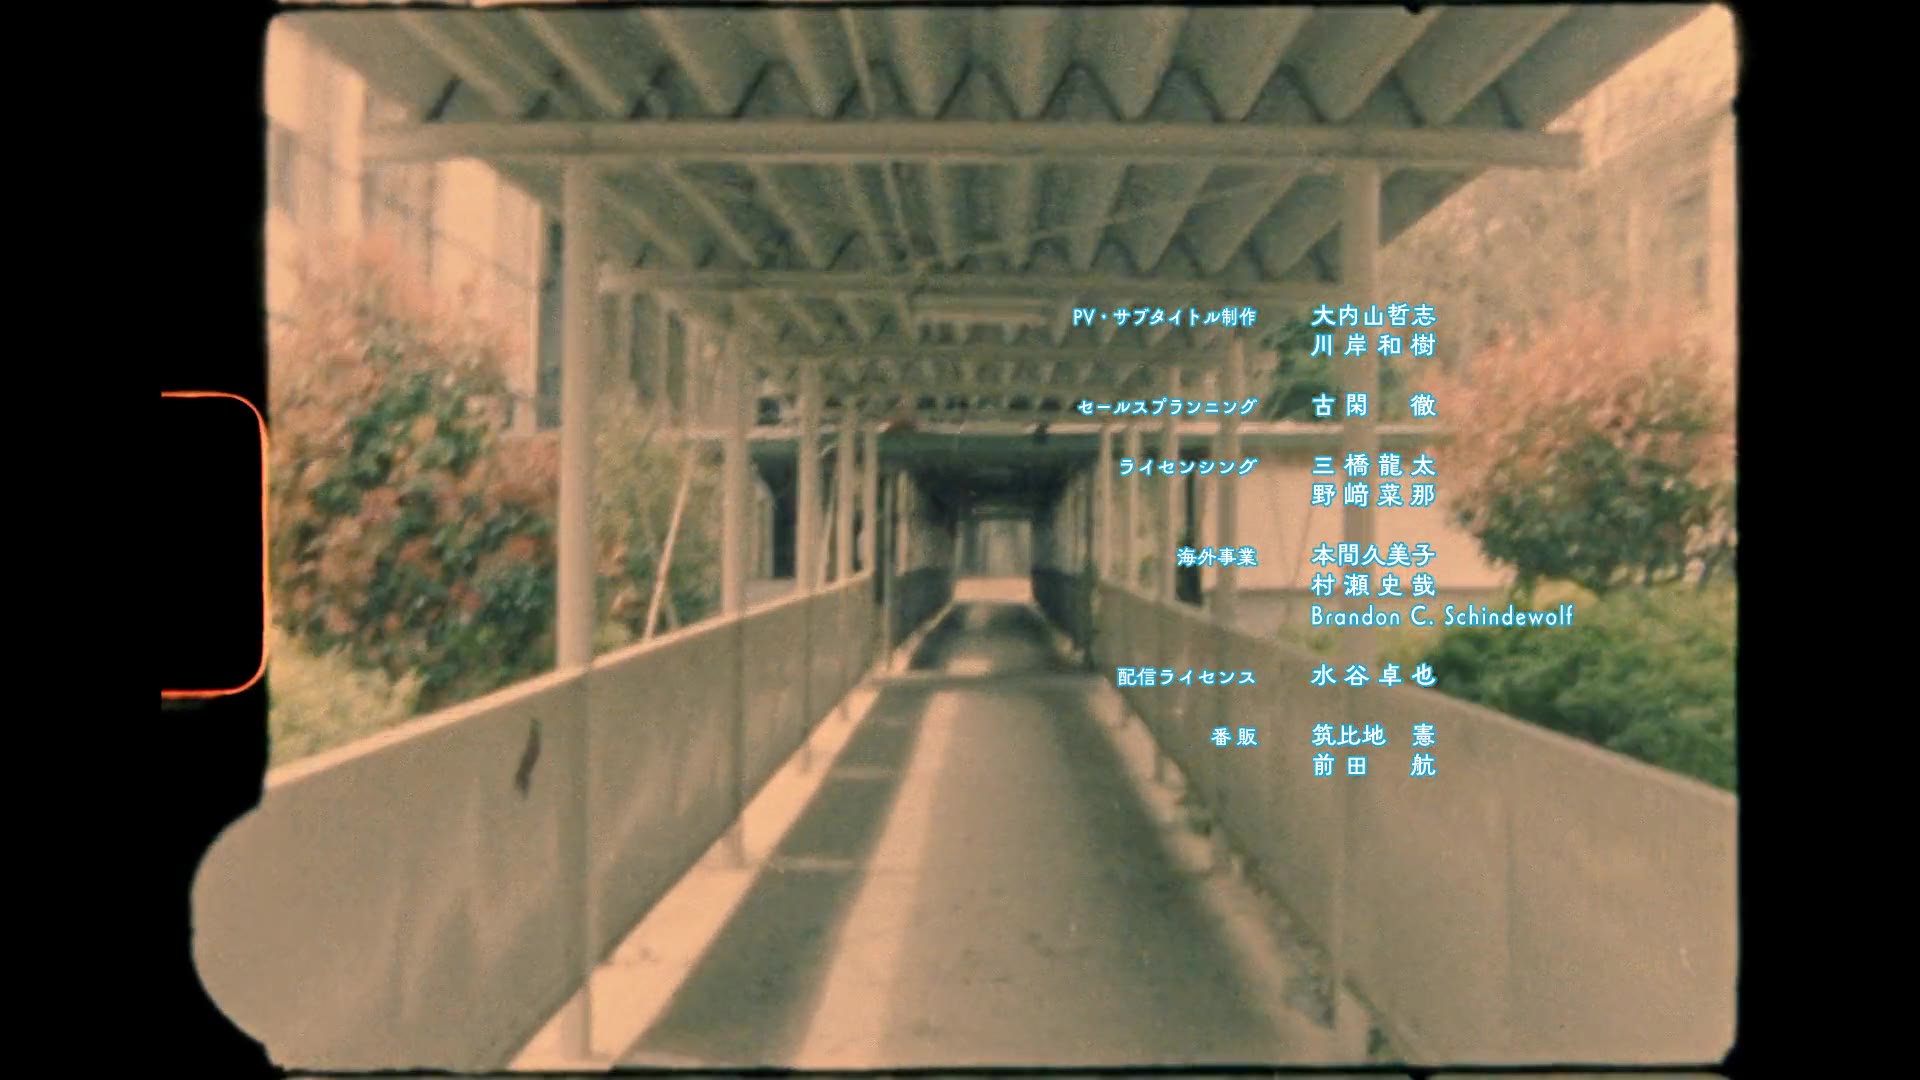 PV・サブタイトル制作 大内山哲志
川岸和樹
セールスプランニング 古閑 徹
ライセンシング 三橋龍太
野﨑菜那
海外事業 本間久美子
村瀬史哉
Brandon C. Schindewolf
配信ライセンス 水谷卓也
番販 筑比地 憲
前田 航